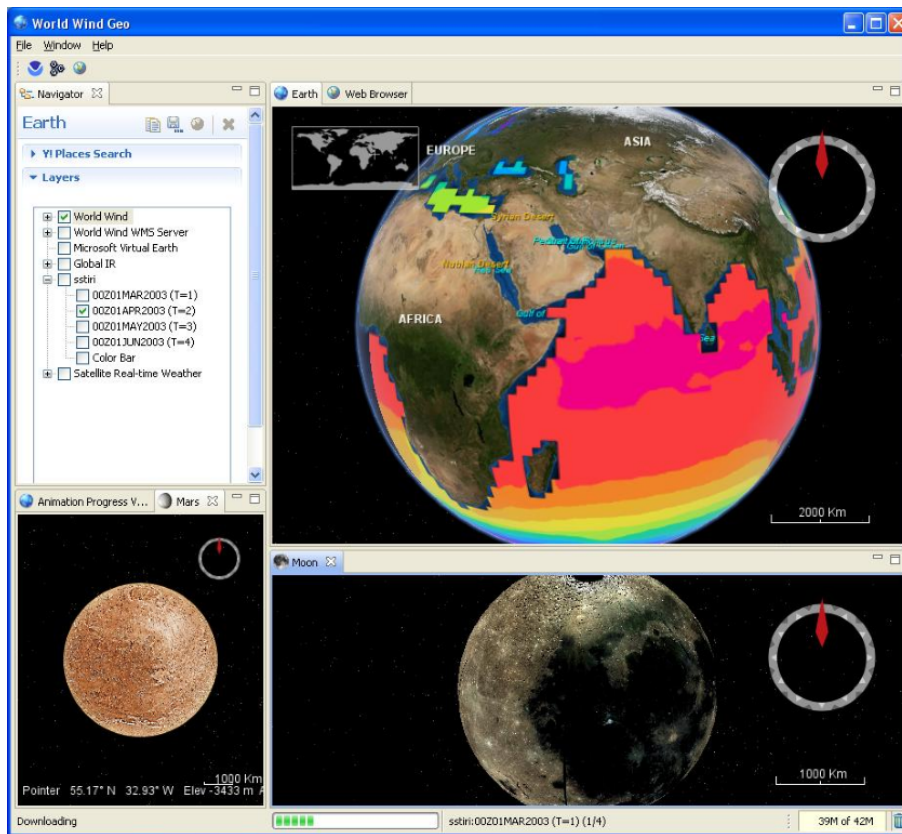 World Wind Geo
File Window Help
Navigator
Earth
Y! Places Search
Layers
World Wind
World Wind WMS Server
Microsoft Virtual Earth
Global IR
sstiri
00Z01MAR2003 (T=1)
00Z01APR2003 (T=2)
00Z01MAY2003 (T=3)
00Z01JUN2003 (T=4)
Color Bar
Satellite Real-time Weather
Earth Web Browser
EUROPE
ASIA
Syrian Desert
Nubian Desert
AFRICA
Gulf of
Sea
2000 Km
Animation Progress V... Mars
1000 Km
Pointer 55.17° N 32.93° W Elev -3433 m
Moon
1000 Km
Downloading
sstiri:00Z01MAR2003 (T=1) (1/4)
39M of 42M